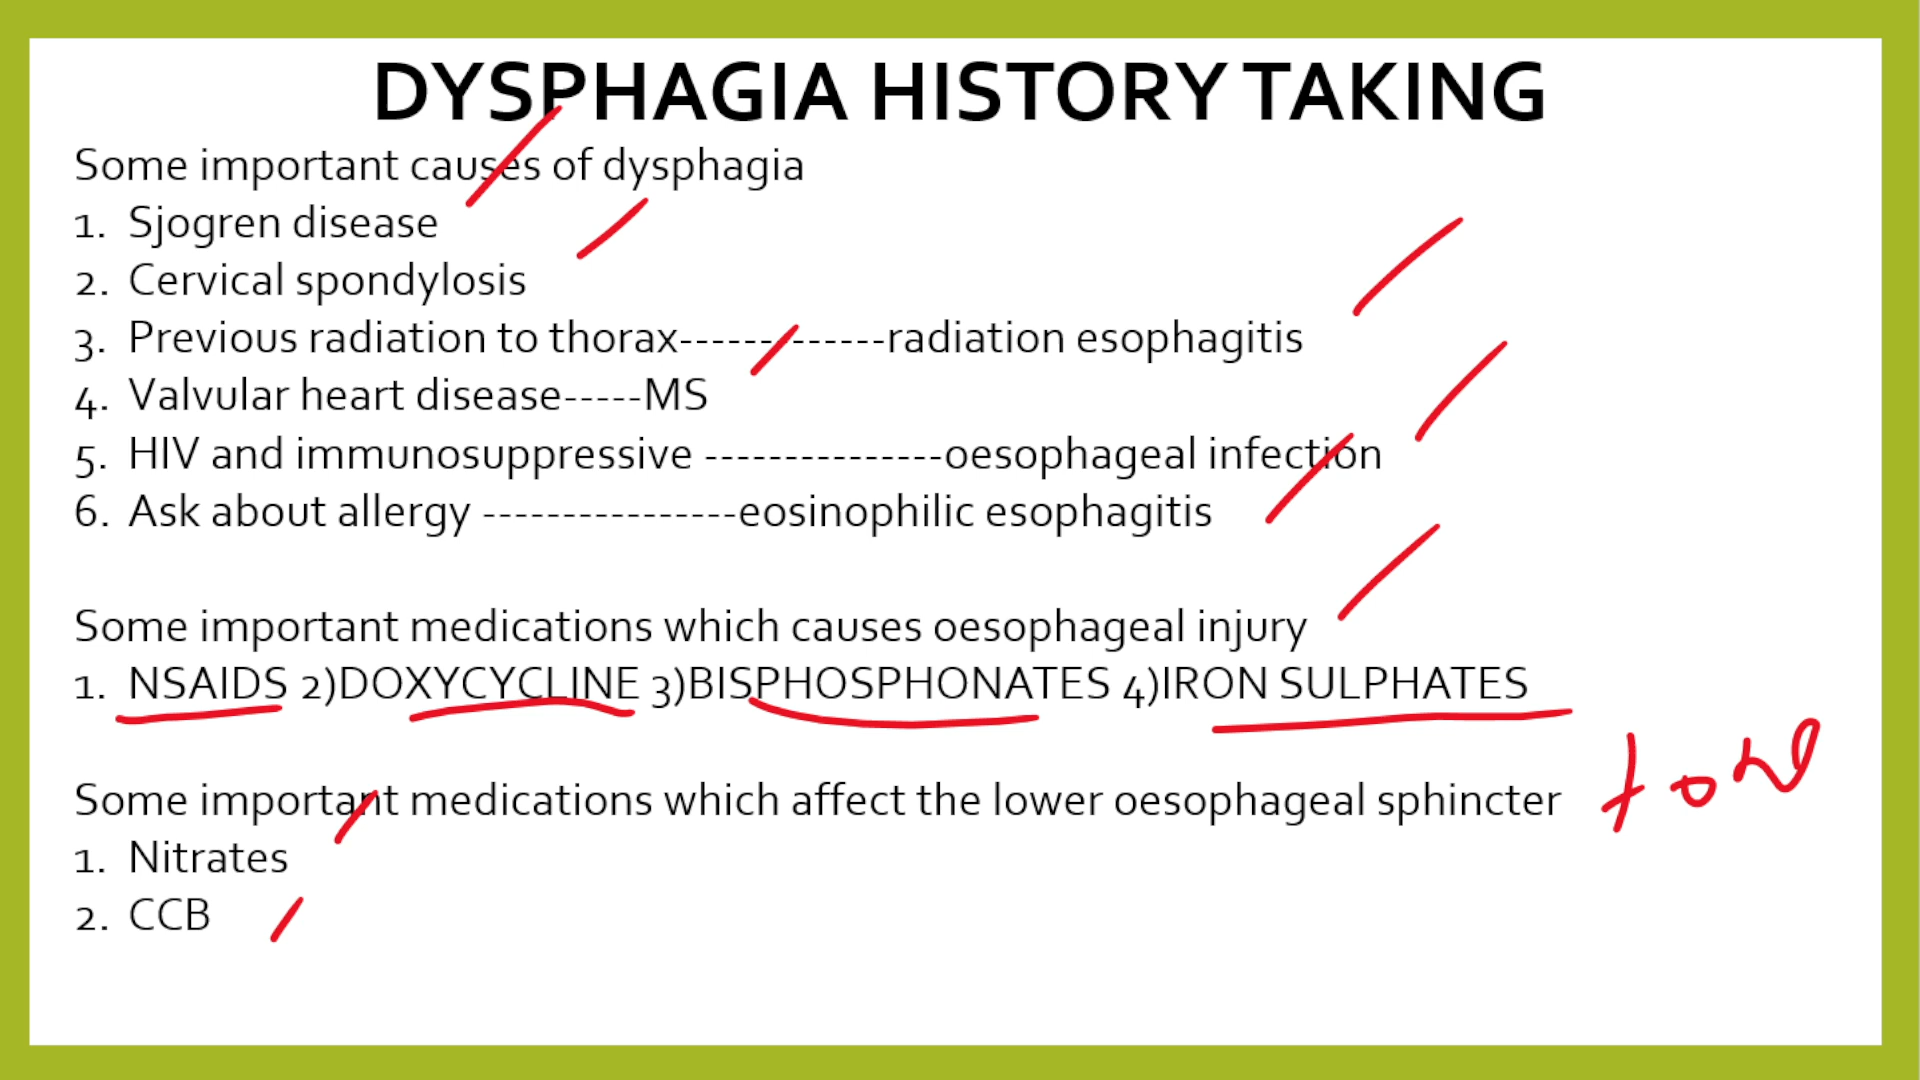 DYSPHAGIA HISTORY TAKING
Some important causes of dysphagia
1. Sjogren disease
2. Cervical spondylosis
3. Previous radiation to thorax-------------radiation esophagitis
4. Valvular heart disease-----MS
5. HIV and immunosuppressive ---------------oesophageal infection
6. Ask about allergy ----------------eosinophilic esophagitis
Some important medications which causes oesophageal injury
1. NSAIDS 2)DOXYCYCLINE 3)BISPHOSPHONATES 4)IRON SULPHATES
Some important medications which affect the lower oesophageal sphincter
tone
1. Nitrates
2. CCB